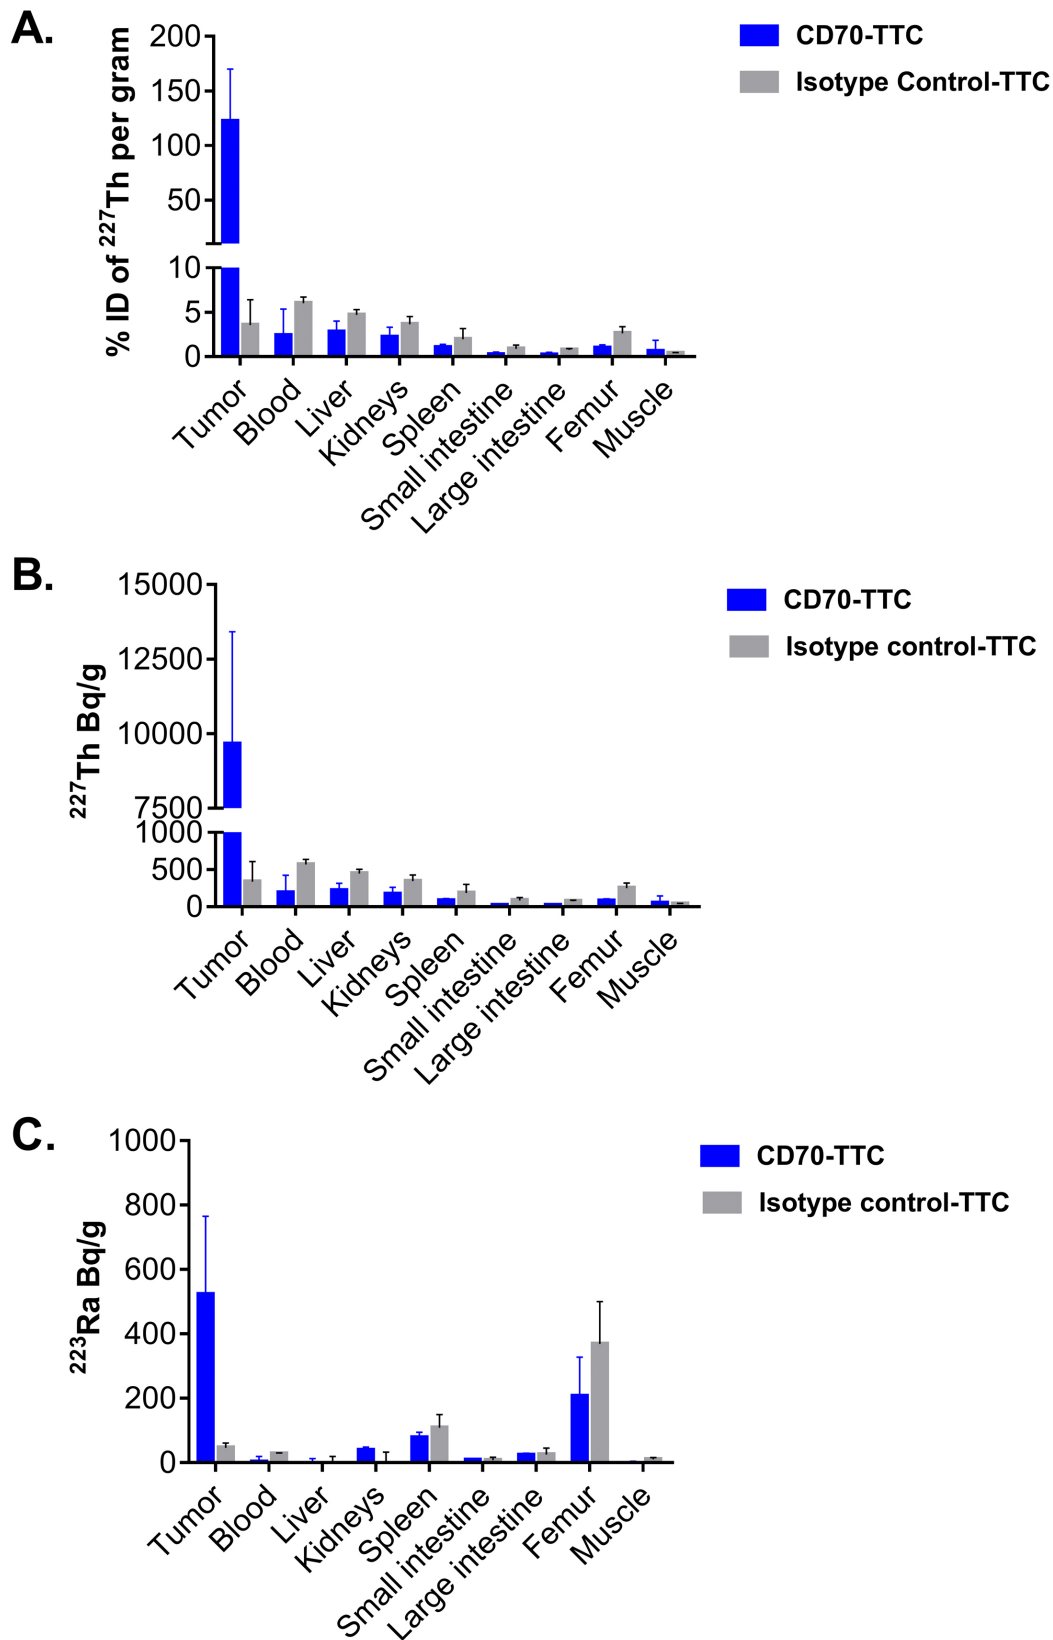 A.
% ID of ²²⁷Th per gram
200
150
100
50
10
5
0
Tumor
Blood
Liver
Kidneys
Spleen
Small intestine
Large intestine
Femur
Muscle
CD70-TTC
Isotype Control-TTC
B.
²²⁷Th Bq/g
15000
12500
10000
7500
1000
500
0
Tumor
Blood
Liver
Kidneys
Spleen
Small intestine
Large intestine
Femur
Muscle
CD70-TTC
Isotype control-TTC
C.
²²³Ra Bq/g
1000
800
600
400
200
0
Tumor
Blood
Liver
Kidneys
Spleen
Small intestine
Large intestine
Femur
Muscle
CD70-TTC
Isotype control-TTC